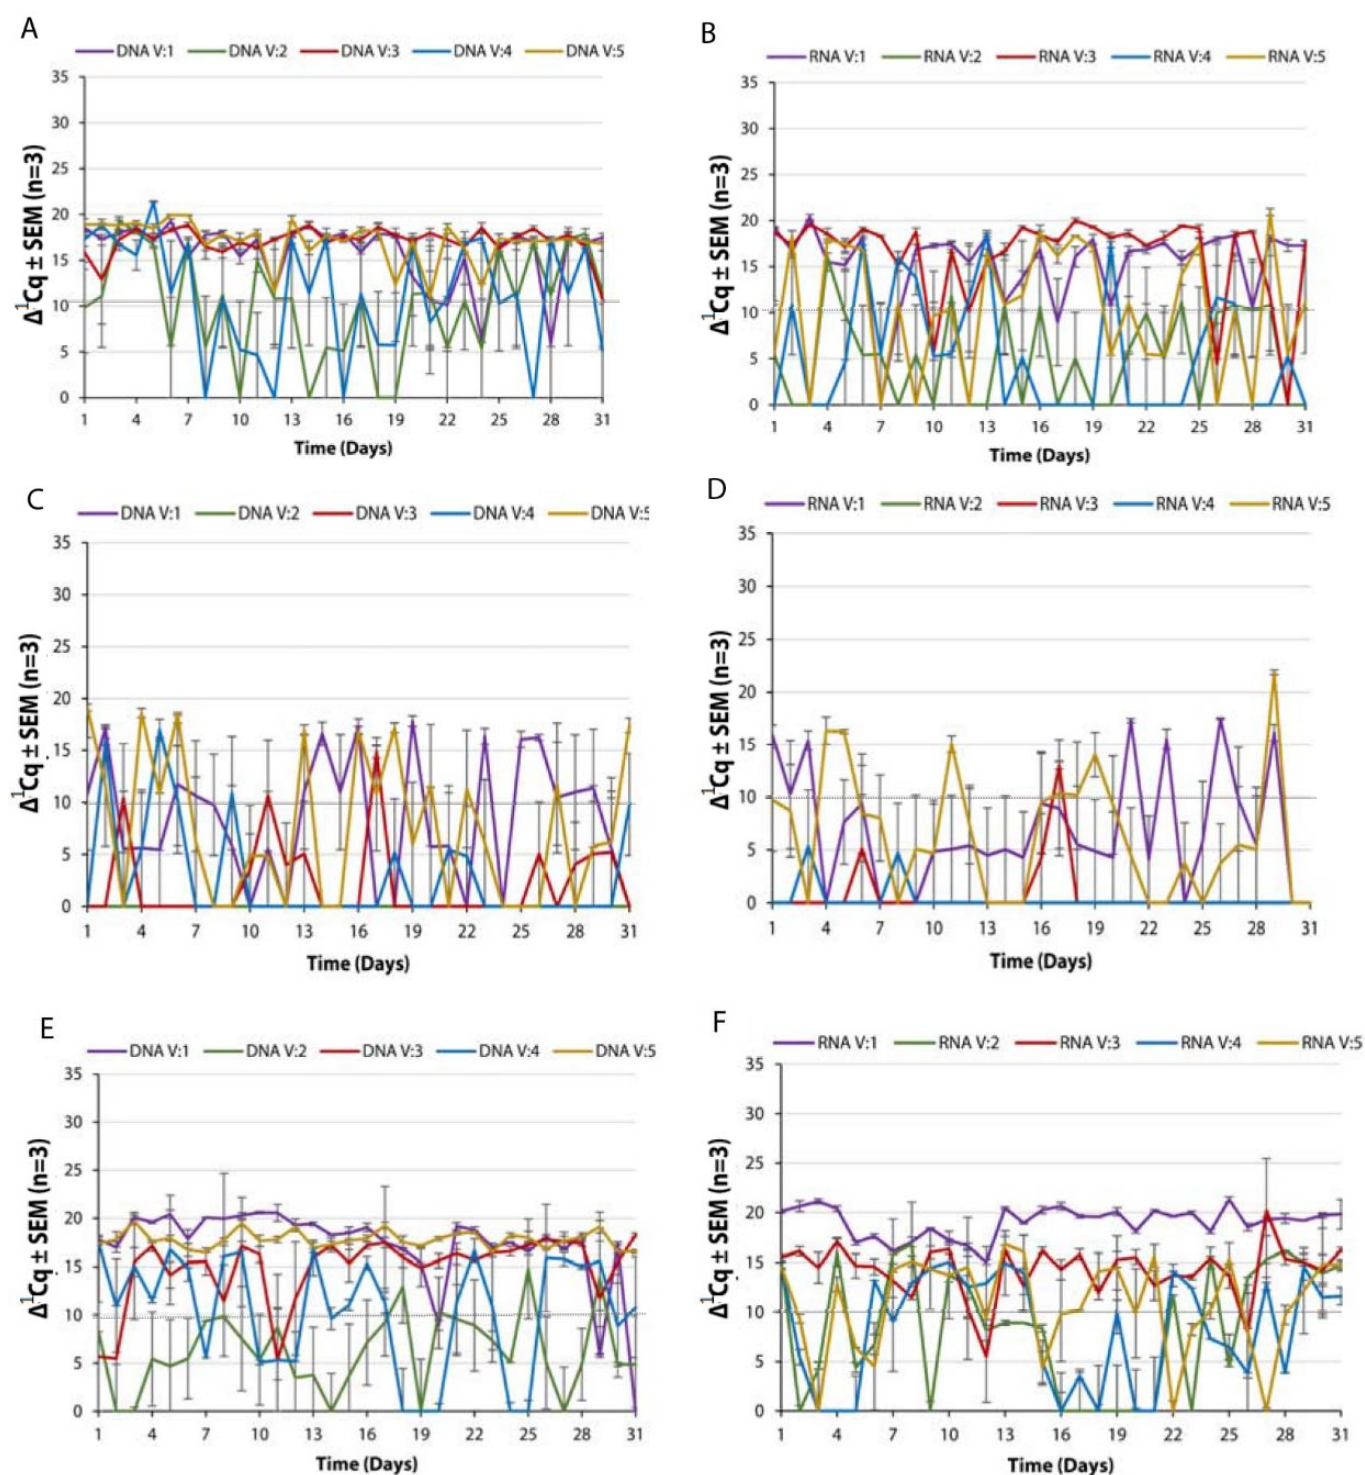 A
DNA V:1 DNA V:2 DNA V:3 DNA V:4 DNA V:5
35
30
25
20
15
10
5
0
Δ¹Cq ± SEM (n=3)
1 4 7 10 13 16 19 22 25 28 31
Time (Days)
B
RNA V:1 RNA V:2 RNA V:3 RNA V:4 RNA V:5
35
30
25
20
15
10
5
0
Δ¹Cq ± SEM (n=3)
1 4 7 10 13 16 19 22 25 28 31
Time (Days)
C
DNA V:1 DNA V:2 DNA V:3 DNA V:4 DNA V:5
35
30
25
20
15
10
5
0
Δ¹Cq ± SEM (n=3)
1 4 7 10 13 16 19 22 25 28 31
Time (Days)
D
RNA V:1 RNA V:2 RNA V:3 RNA V:4 RNA V:5
35
30
25
20
15
10
5
0
Δ¹Cq ± SEM (n=3)
1 4 7 10 13 16 19 22 25 28 31
Time (Days)
E
DNA V:1 DNA V:2 DNA V:3 DNA V:4 DNA V:5
35
30
25
20
15
10
5
0
Δ¹Cq ± SEM (n=3)
1 4 7 10 13 16 19 22 25 28 31
Time (Days)
F
RNA V:1 RNA V:2 RNA V:3 RNA V:4 RNA V:5
35
30
25
20
15
10
5
0
Δ¹Cq ± SEM (n=3)
1 4 7 10 13 16 19 22 25 28 31
Time (Days)